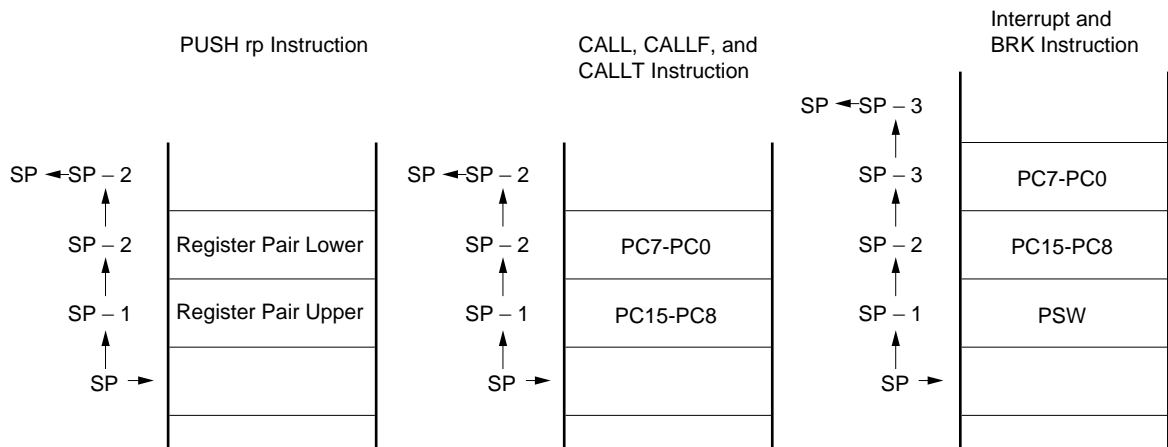 PUSH rp Instruction
SP SP – 2
SP – 2 Register Pair Lower
SP – 1 Register Pair Upper
SP
CALL, CALLF, and
CALLT Instruction
SP SP – 2
SP – 2 PC7-PC0
SP – 1 PC15-PC8
SP
Interrupt and
BRK Instruction
SP SP – 3
SP – 3 PC7-PC0
SP – 2 PC15-PC8
SP – 1 PSW
SP